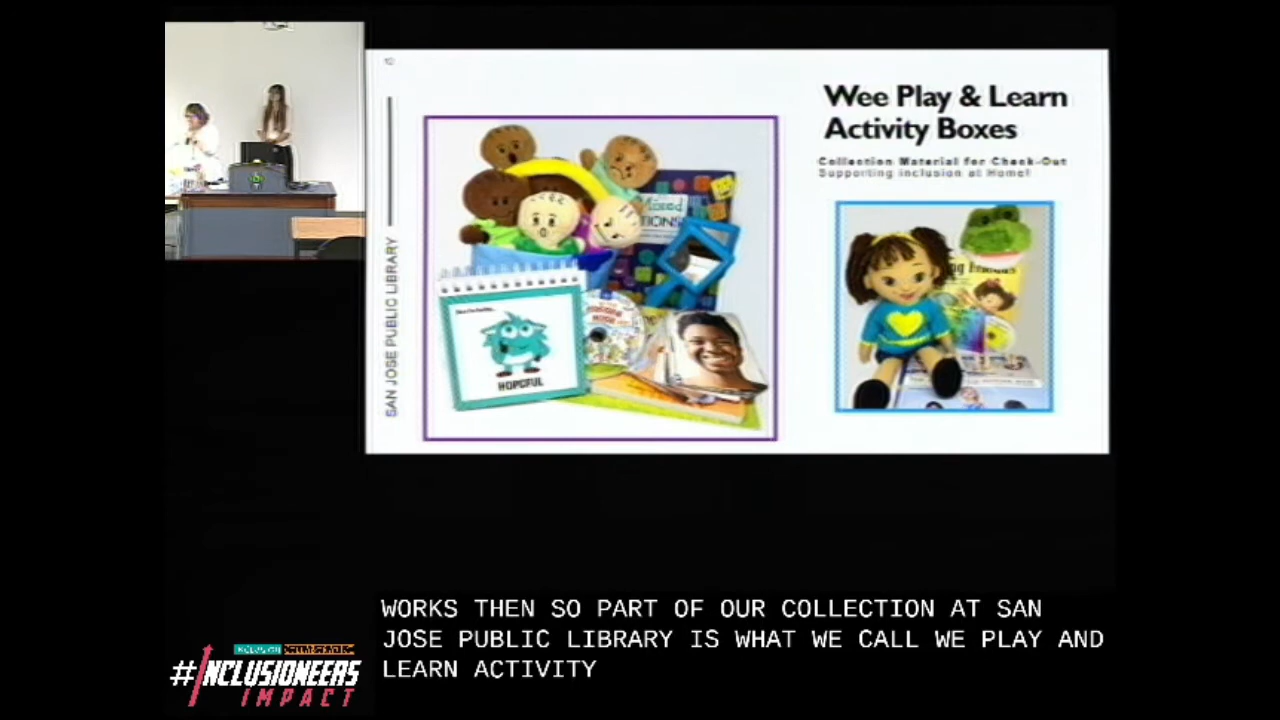 10
Wee Play & Learn
Activity Boxes
Collection Material for Check-Out
Supporting inclusion at Home!
SAN JOSE PUBLIC LIBRARY
HOPEFUL
WORKS THEN SO PART OF OUR COLLECTION AT SAN
JOSE PUBLIC LIBRARY IS WHAT WE CALL WE PLAY AND
LEARN ACTIVITY
#INCLUSIONEERS
IMPACT